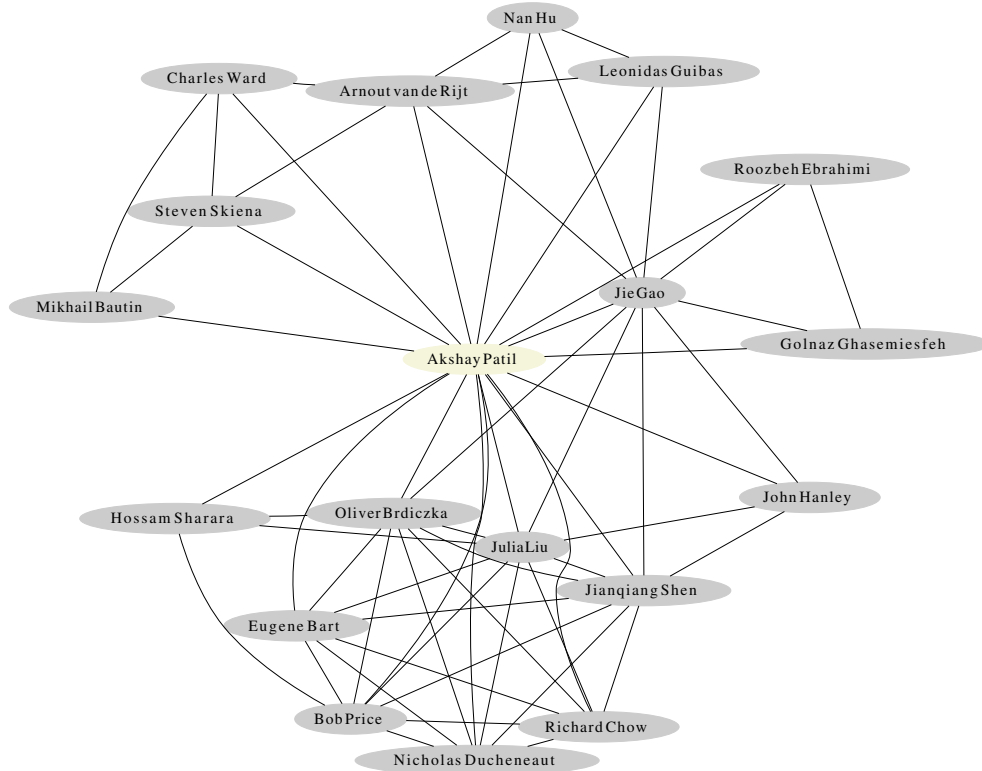 Nan Hu
Charles Ward
Leonidas Guibas
Arnout van de Rijt
Roozbeh Ebrahimi
Steven Skiena
Jie Gao
Mikhail Bautin
Golnaz Ghasemiesfeh
Akshay Patil
John Hanley
Oliver Brdiczka
Hossam Sharara
Julia Liu
Jianqiang Shen
Eugene Bart
Bob Price
Richard Chow
Nicholas Ducheneaut